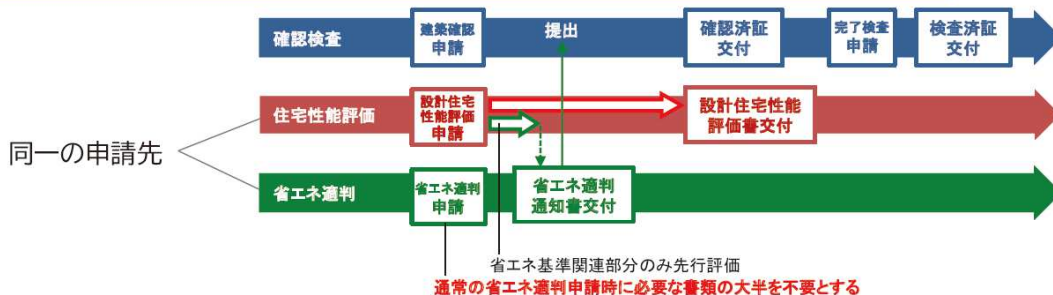 確認検査
建築確認
申請
提出
確認済証
交付
完了検査
申請
検査済証
交付
同一の申請先
住宅性能評価
設計住宅
性能評価
申請
設計住宅性能
評価書交付
省エネ適判
省エネ適判
申請
省エネ適判
通知書交付
省エネ基準関連部分のみ先行評価
通常の省エネ適判申請時に必要な書類の大半を不要とする